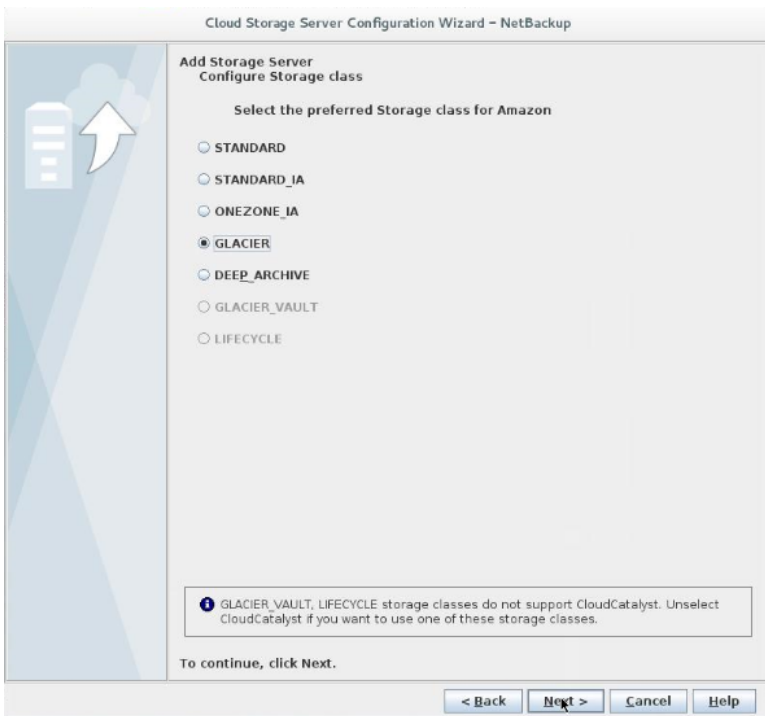 Cloud Storage Server Configuration Wizard – NetBackup
Add Storage Server
Configure Storage class
Select the preferred Storage class for Amazon
STANDARD
STANDARD_IA
ONEZONE_IA
GLACIER
DEEP_ARCHIVE
GLACIER_VAULT
LIFECYCLE
GLACIER_VAULT, LIFECYCLE storage classes do not support CloudCatalyst. Unselect
CloudCatalyst if you want to use one of these storage classes.
To continue, click Next.
< Back Next > Cancel Help